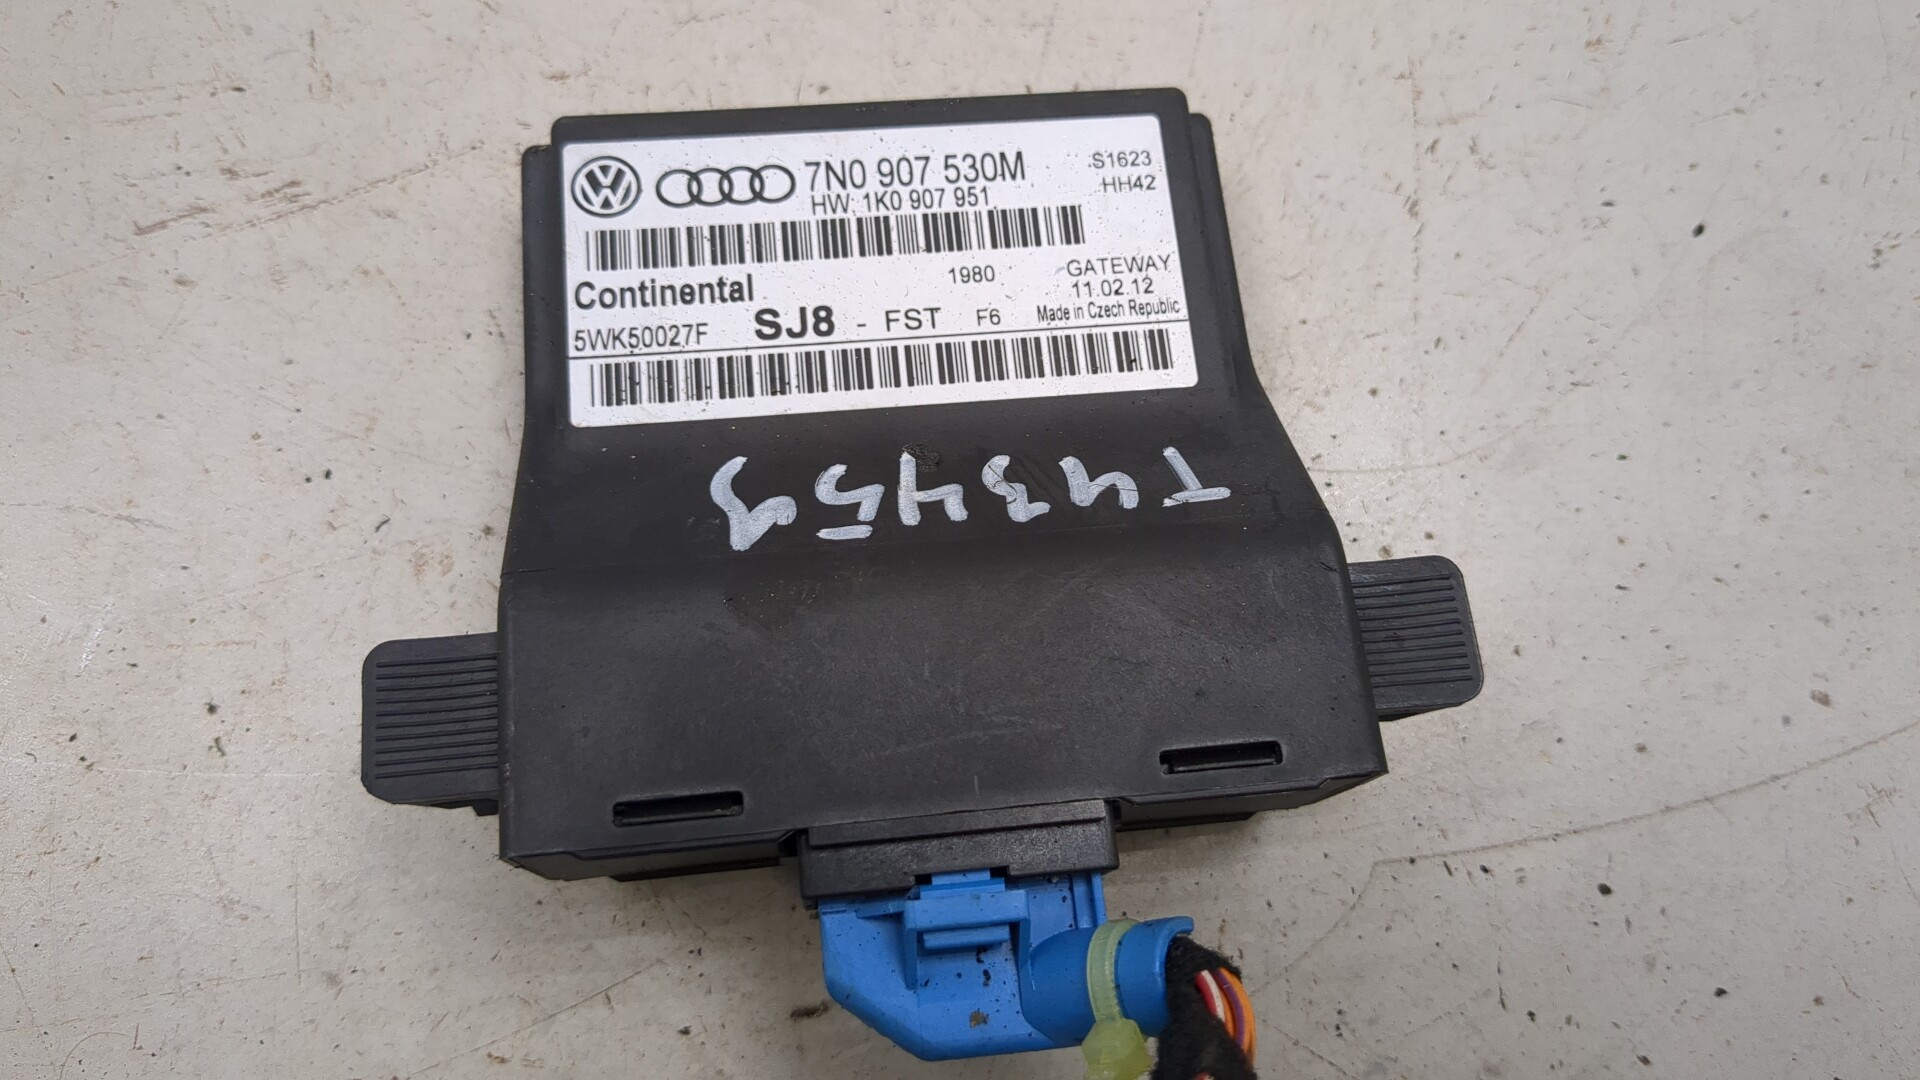 7N0 907 530M
HW: 1K0 907 951
S1623
HH42
Continental
1980
GATEWAY
11.02.12
5WK50027F
SJ8 - FST F6
Made in Czech Republic
T43459